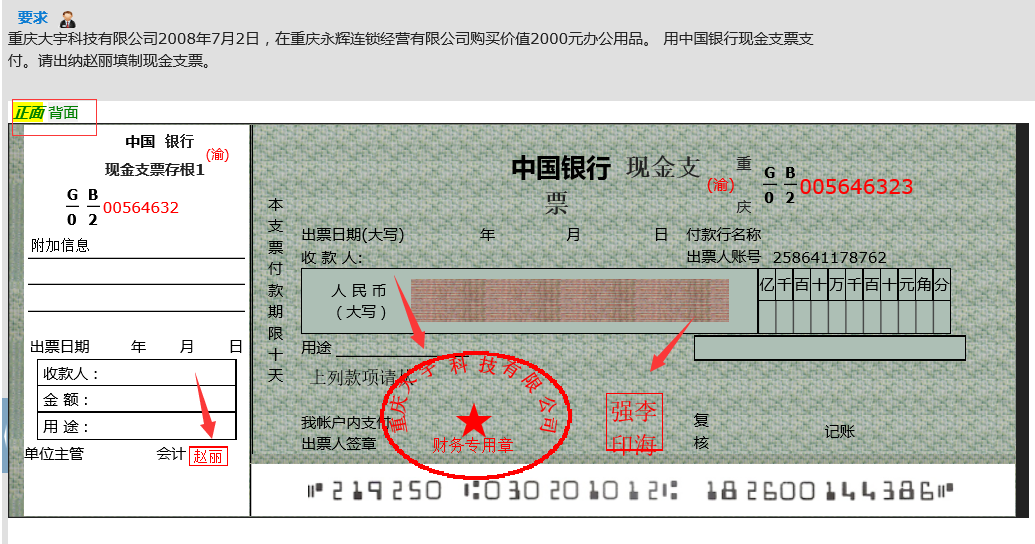 要求
重庆大宇科技有限公司2008年7月2日，在重庆永辉连锁经营有限公司购买价值2000元办公用品。 用中国银行现金支票支
付。请出纳赵丽填制现金支票。
正面 背面
中国 银行
(渝)
现金支票存根1
G B
0 2
00564632
附加信息
出票日期 年 月 日
收款人：
金 额：
用 途：
单位主管 会计 赵丽
本支票付款期限十天
中国银行 现金支
票
(渝)
重
庆
G B
0 2
005646323
出票日期(大写) 年 月 日 付款行名称
收 款 人: 出票人账号 258641178762
人 民 币
（大写）
亿 千 百 十 万 千 百 十 元 角 分
用途
上列款项请从
我帐户内支付
出票人签章
重庆大宇科技有限公司
财务专用章
强李
印海
复
核
记账
⑈219250 ⑆030201012⑆ 182600144386⑈